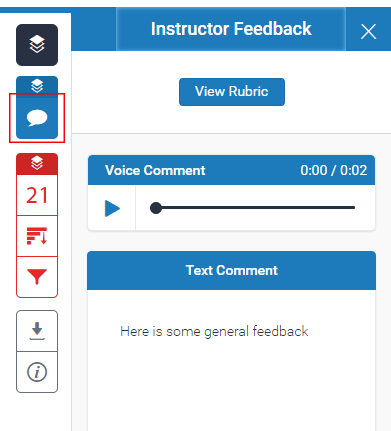 Instructor Feedback
View Rubric
Voice Comment 0:00 / 0:02
21
Text Comment
Here is some general feedback
i